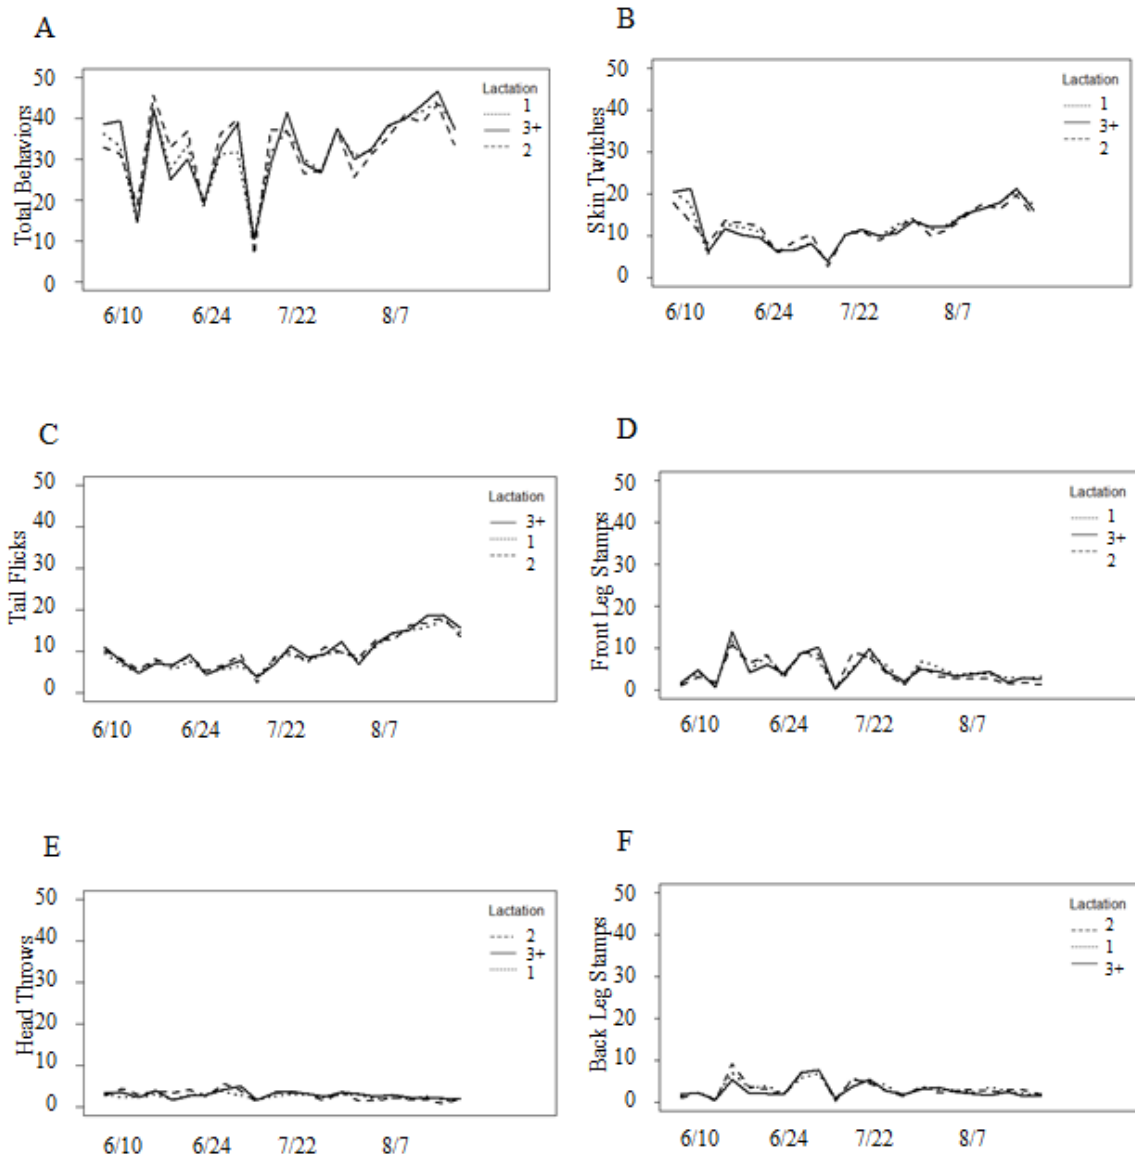 A
Total Behaviors
50
40
30
20
10
0
Lactation
1
3+
2
6/10 6/24 7/22 8/7
B
Skin Twitches
50
40
30
20
10
0
Lactation
1
3+
2
6/10 6/24 7/22 8/7
C
Tail Flicks
50
40
30
20
10
0
Lactation
3+
1
2
6/10 6/24 7/22 8/7
D
Front Leg Stamps
50
40
30
20
10
0
Lactation
1
3+
2
6/10 6/24 7/22 8/7
E
Head Throws
50
40
30
20
10
0
Lactation
2
3+
1
6/10 6/24 7/22 8/7
F
Back Leg Stamps
50
40
30
20
10
0
Lactation
2
1
3+
6/10 6/24 7/22 8/7